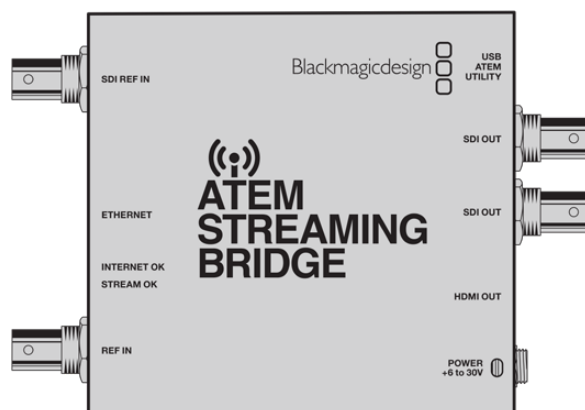 SDI REF IN
Blackmagicdesign
USB
ATEM
UTILITY
SDI OUT
ETHERNET
ATEM
STREAMING
BRIDGE
SDI OUT
INTERNET OK
STREAM OK
HDMI OUT
REF IN
POWER
+6 to 30V